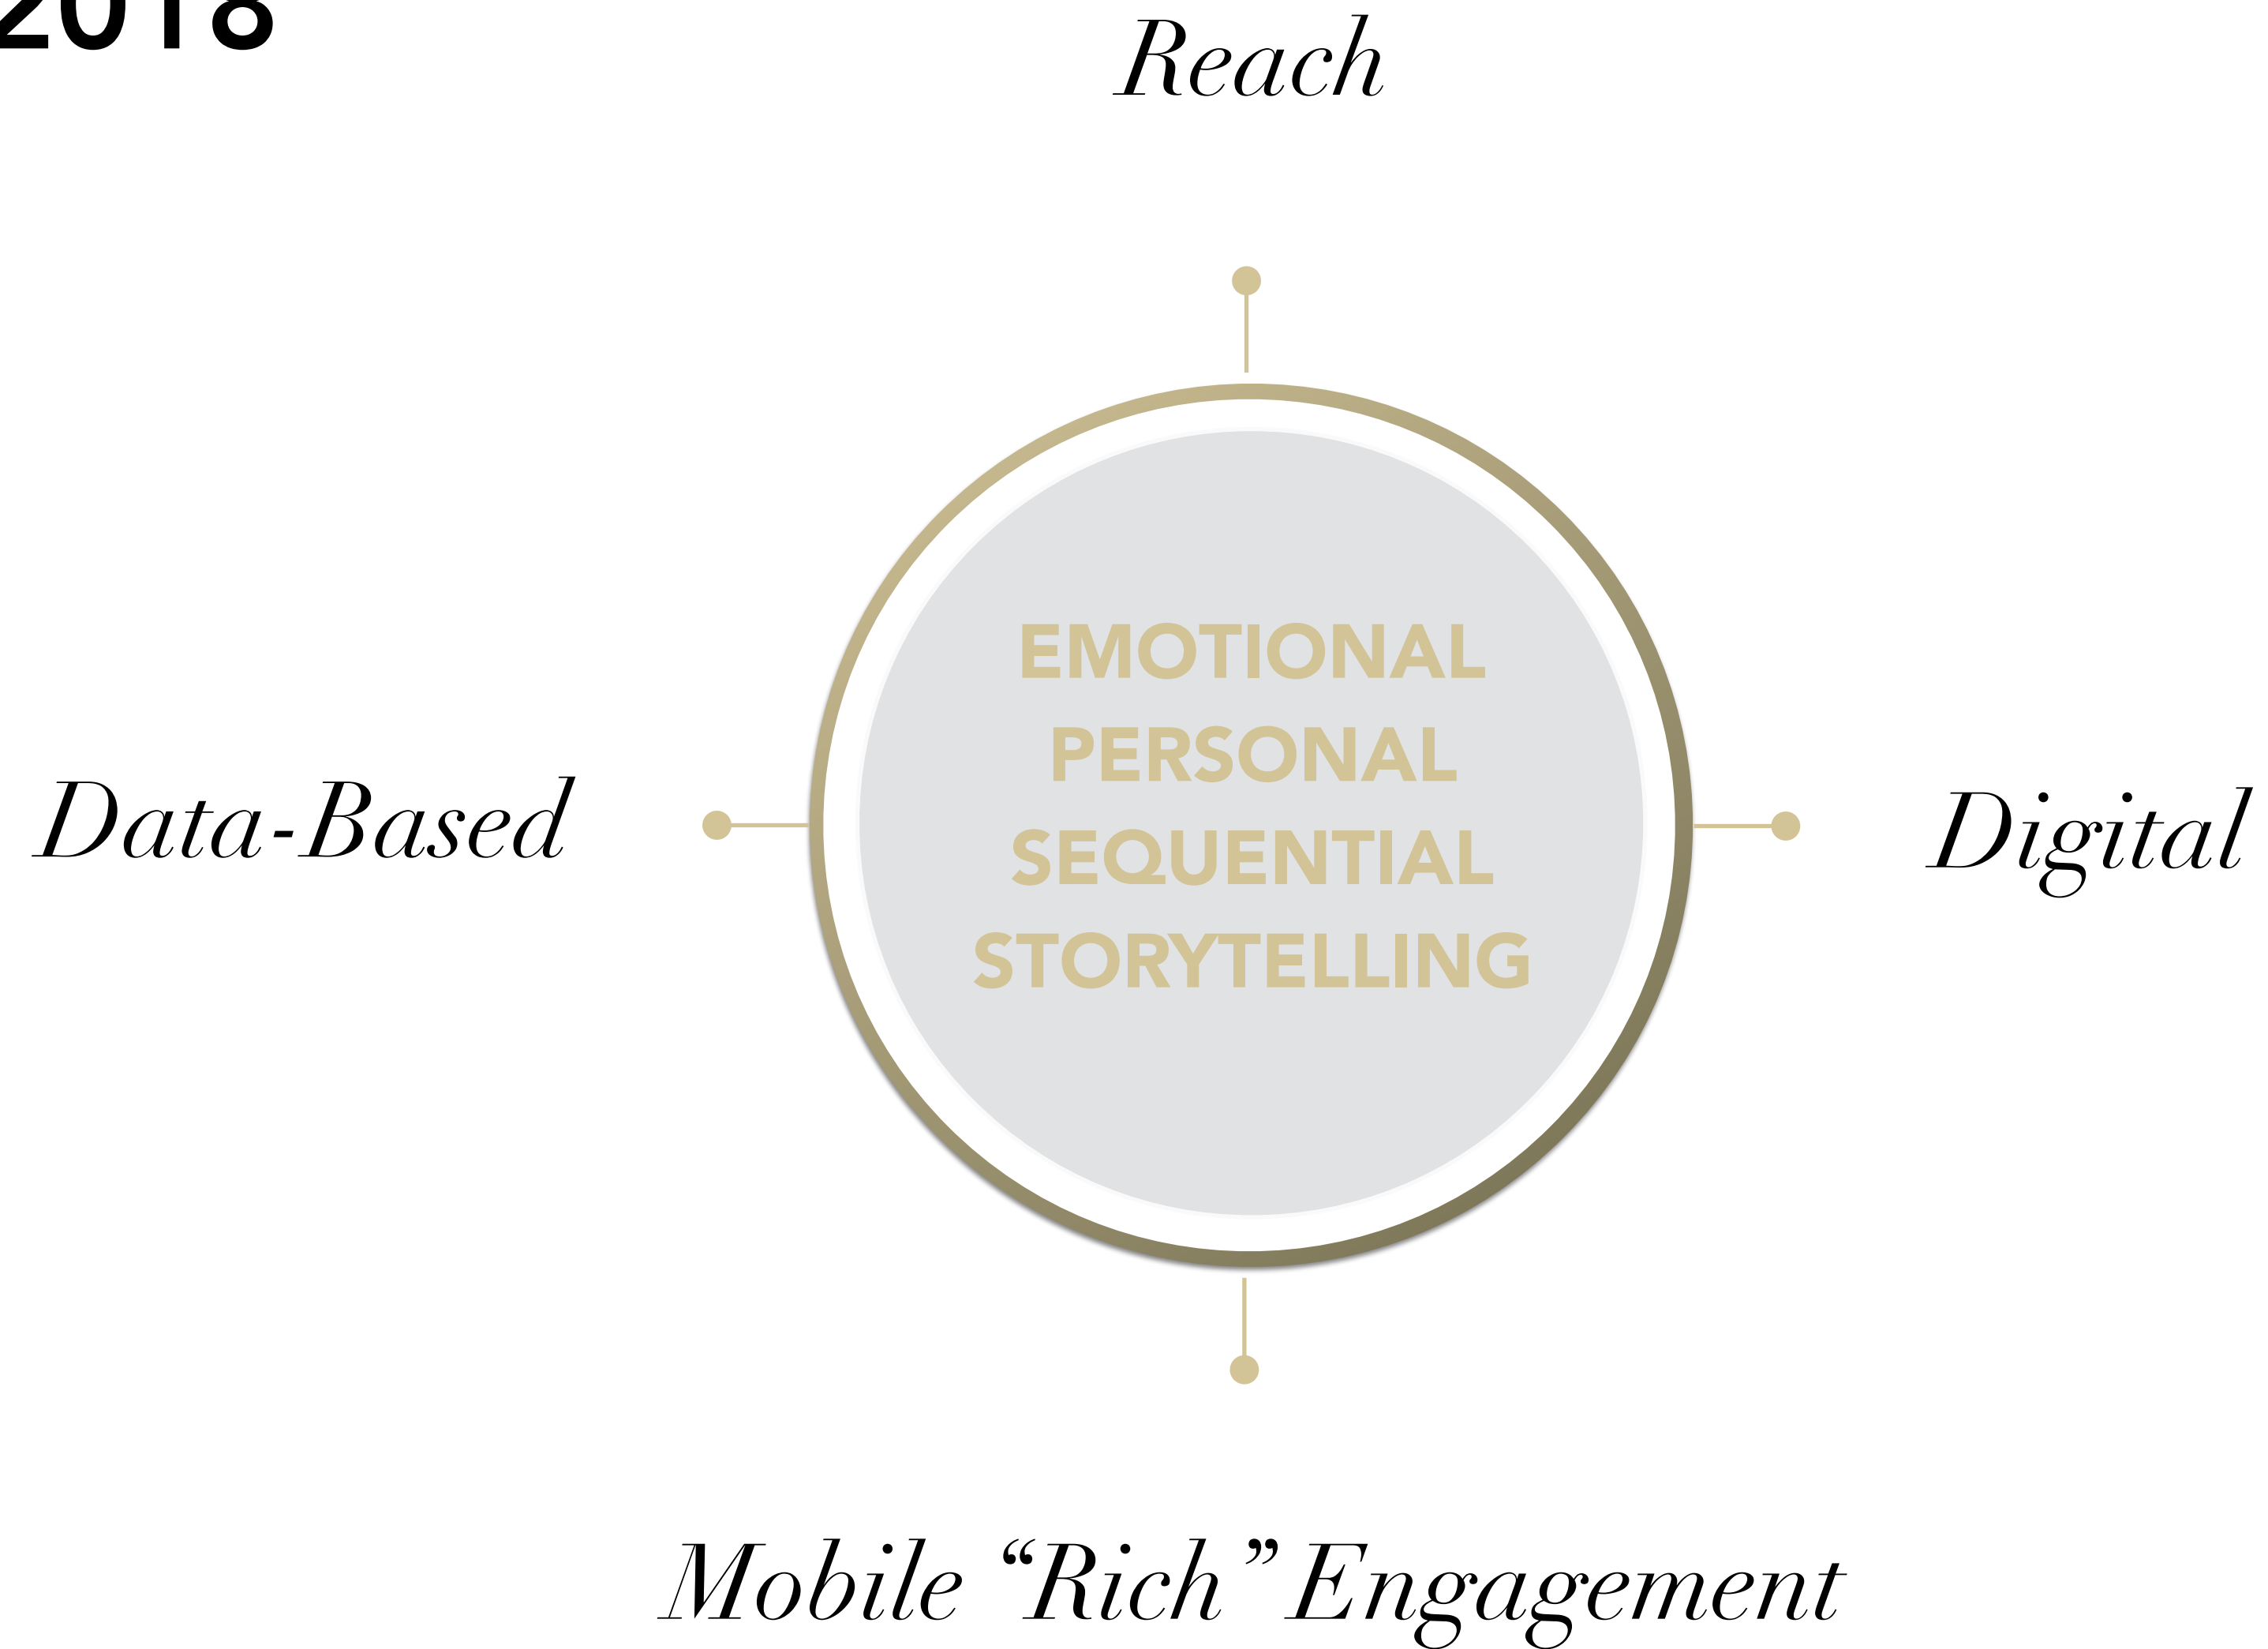 2018
Reach
EMOTIONAL
PERSONAL
SEQUENTIAL
STORYTELLING
Data-Based
Digital
Mobile “Rich” Engagement